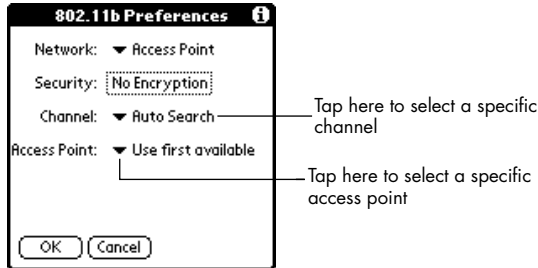 802.11b Preferences i
Network: Access Point
Security: No Encryption
Channel: Auto Search
Tap here to select a specific
channel
Access Point: Use first available
Tap here to select a specific
access point
OK Cancel